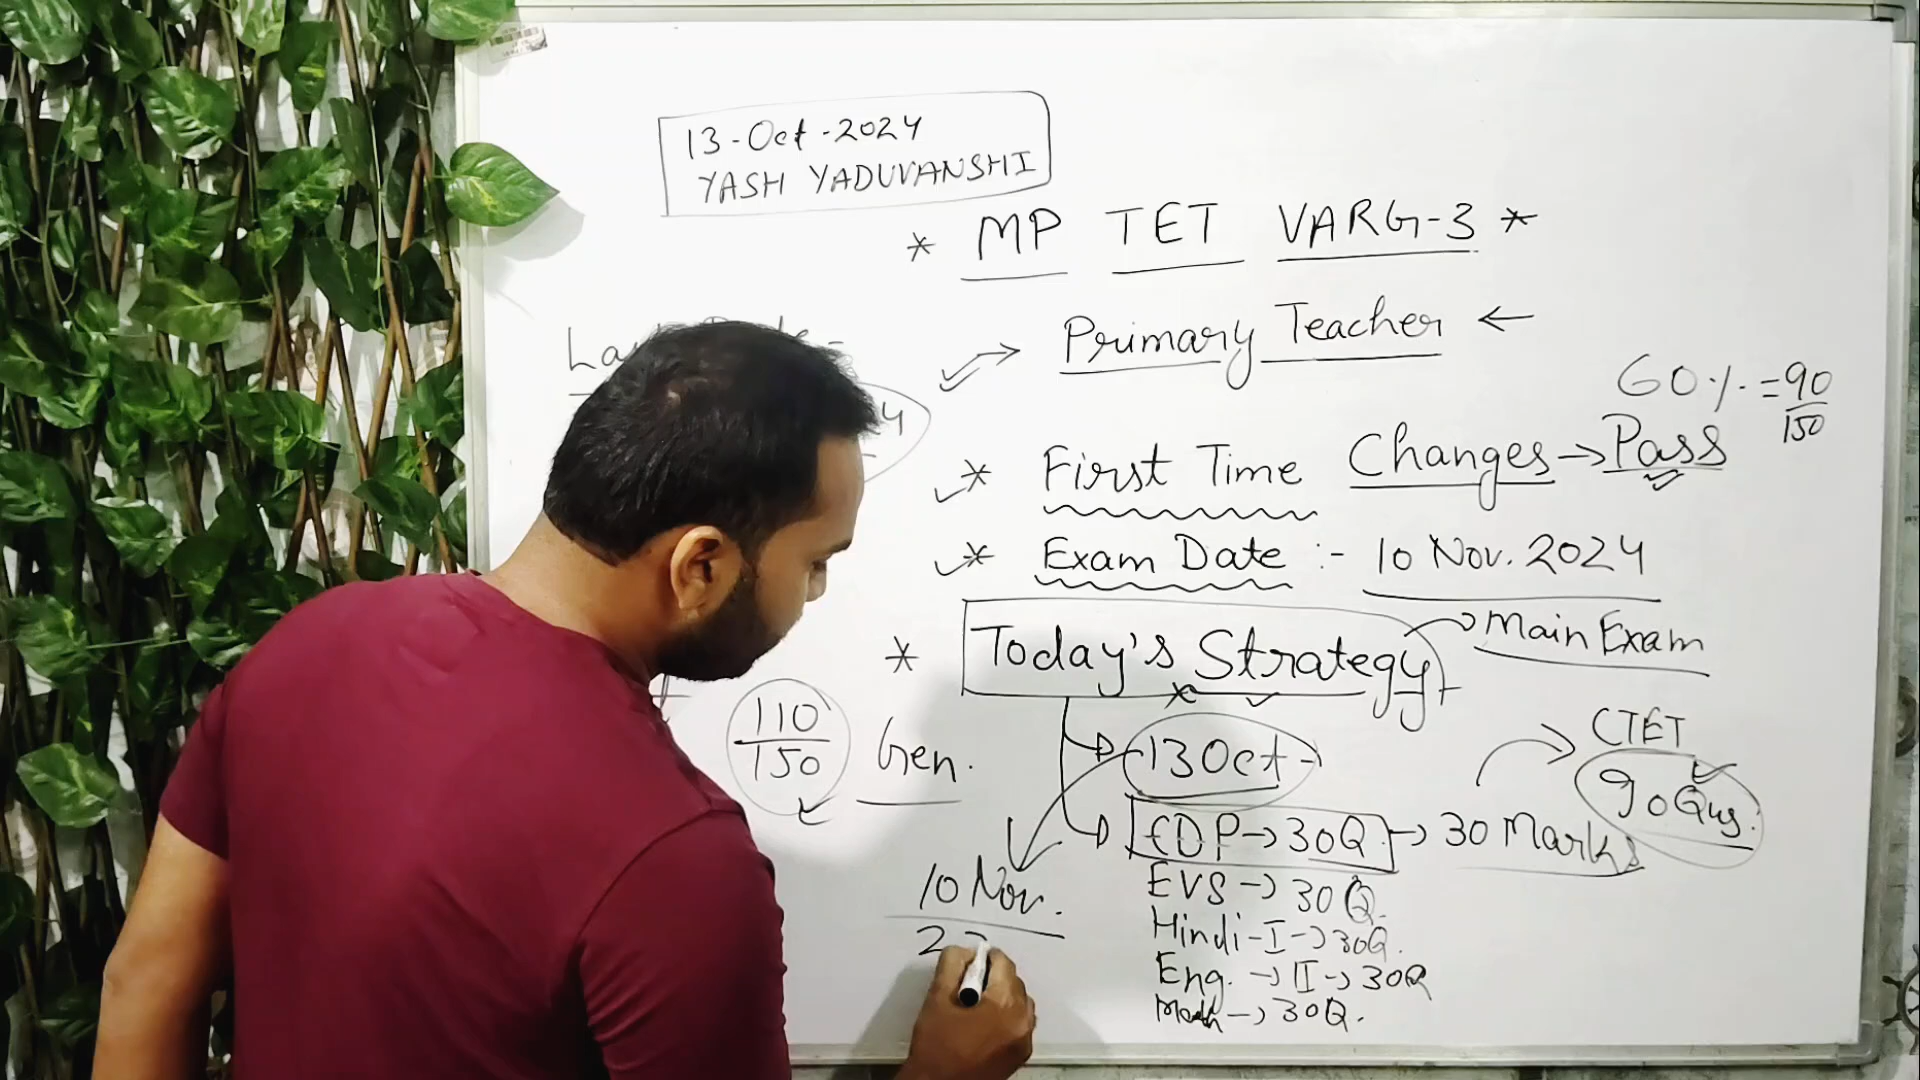 13-Oct-2024
YASH YADUVANSHI
* MP TET VARG-3 *
Primary Teacher ←
60% = 90/150
* First Time Changes → Pass
* Exam Date :- 10 Nov. 2024
* Today's Strategy → Main Exam
110/150 Gen.
13 Oct
CTET
90 Qus.
CDP → 30Q → 30 Marks
10 Nov.
EVS → 30Q.
Hindi-I → 30Q.
Eng. → II → 30Q
Math → 30Q.